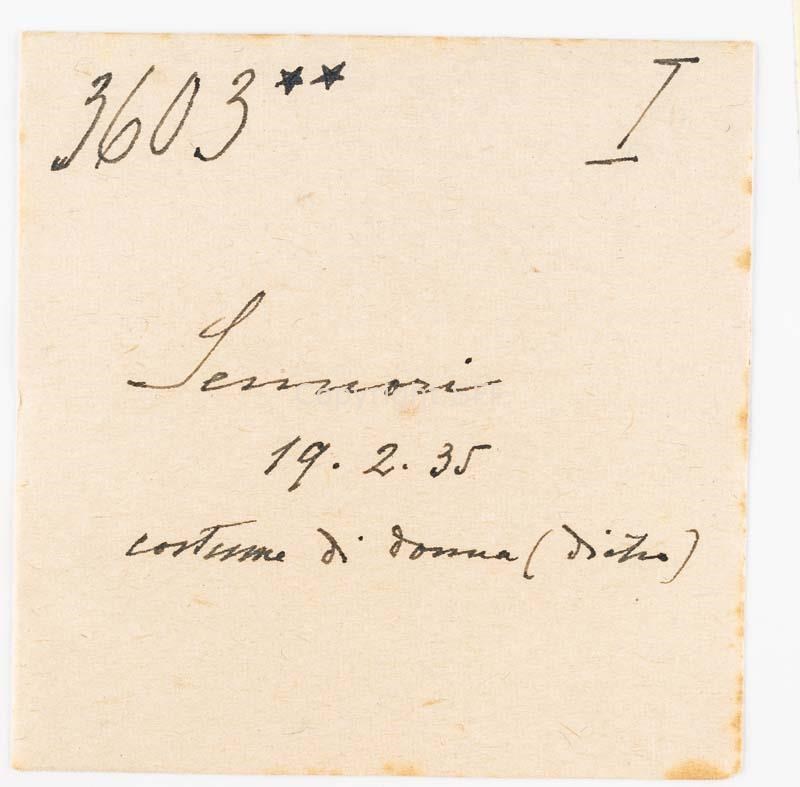 3603** I
Sennori
19. 2. 35
costume di donna (dietro)